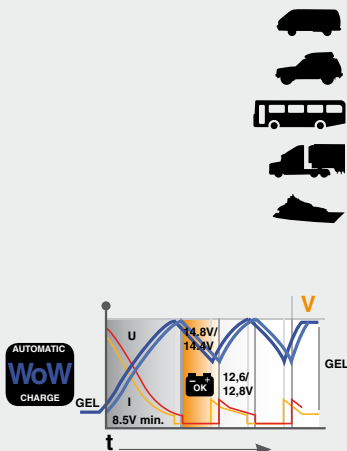 V
U
14.8V/
14.4V
AUTOMATIC
WoW
CHARGE
GEL
- +
OK
12,6/
12,8V
GEL
I
8.5V min.
t